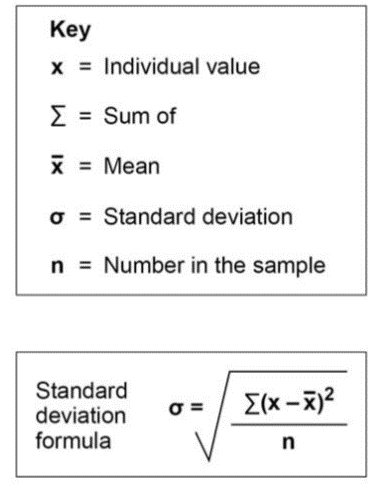 Key
x = Individual value
Σ = Sum of
x̄ = Mean
σ = Standard deviation
n = Number in the sample
Standard
deviation
formula
σ = √(Σ(x – x̄)² / n)